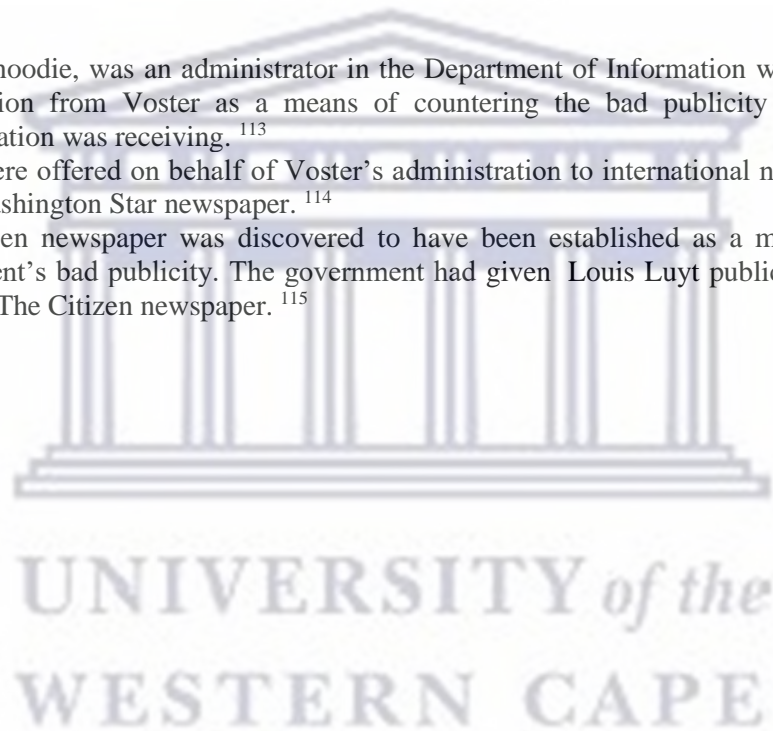 hoodie, was an administrator in the Department of Information w
ion from Voster as a means of countering the bad publicity
ation was receiving. 113
ere offered on behalf of Voster's administration to international n
ashington Star newspaper. 114
en newspaper was discovered to have been established as a m
ent's bad publicity. The government had given Louis Luyt public
The Citizen newspaper. 115
UNIVERSITY of the
WESTERN CAPE